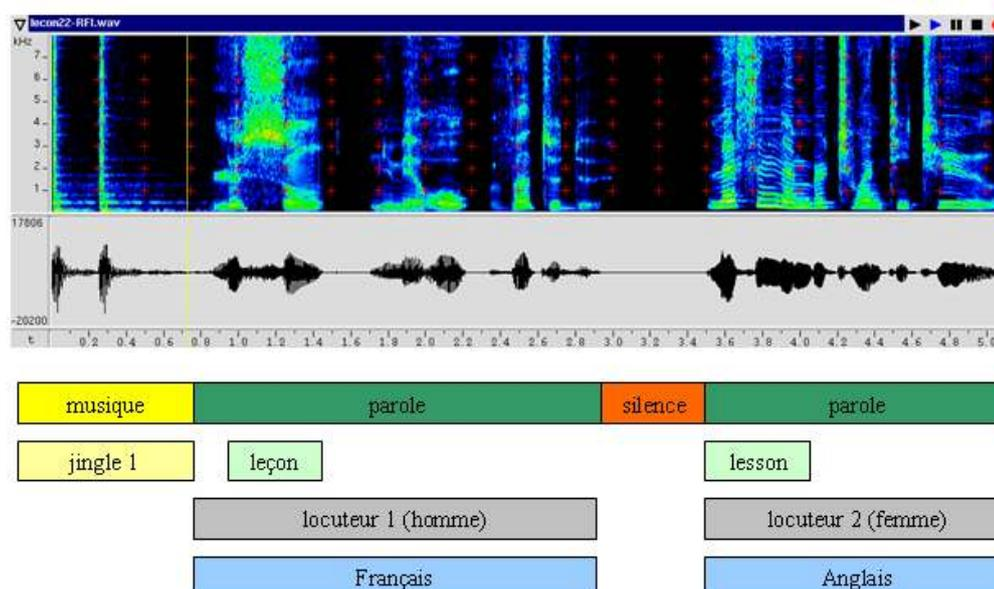 lecon22-RFI.wav
kHz
7
6
5
4
3
2
1
17806
-20200
t 0.2 0.4 0.6 0.8 1.0 1.2 1.4 1.6 1.8 2.0 2.2 2.4 2.6 2.8 3.0 3.2 3.4 3.6 3.8 4.0 4.2 4.4 4.6 4.8 5.0
musique parole silence parole
jingle 1 leçon lesson
locuteur 1 (homme) locuteur 2 (femme)
Français Anglais